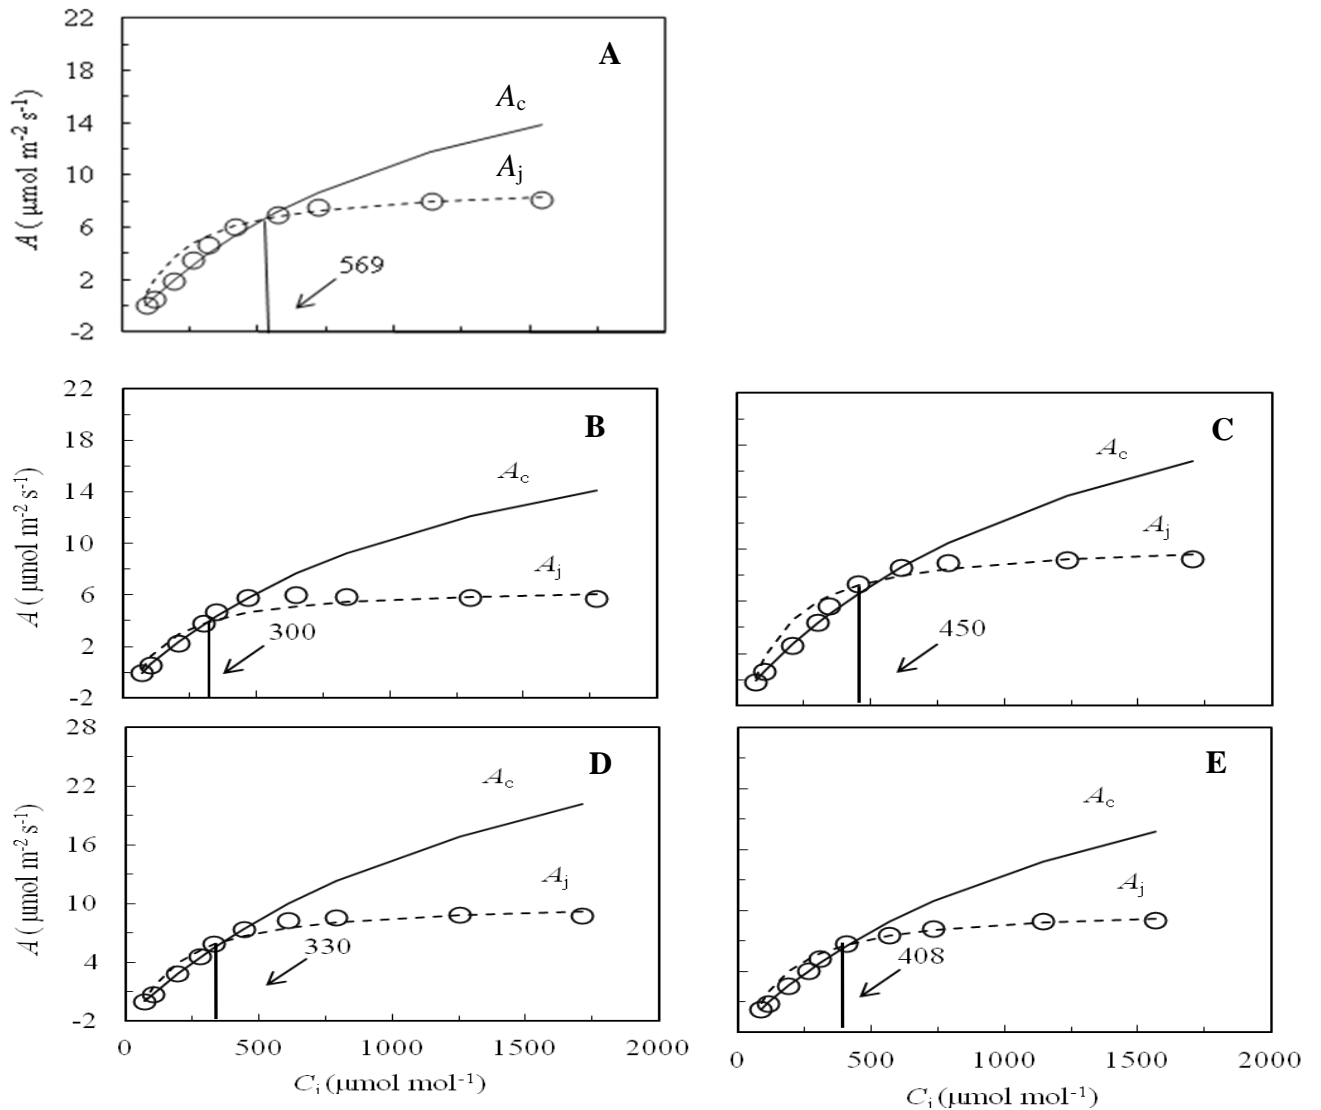 22
18
14
10
6
2
-2
A ( µmol m⁻² s⁻¹)
A
Ac
Aj
569
22
18
14
10
6
2
-2
A ( µmol m⁻² s⁻¹)
B
Ac
Aj
300
C
Ac
Aj
450
28
22
16
10
4
-2
A ( µmol m⁻² s⁻¹)
D
Ac
Aj
330
0 500 1000 1500 2000
Ci (µmol mol⁻¹)
E
Ac
Aj
408
0 500 1000 1500 2000
Ci (µmol mol⁻¹)